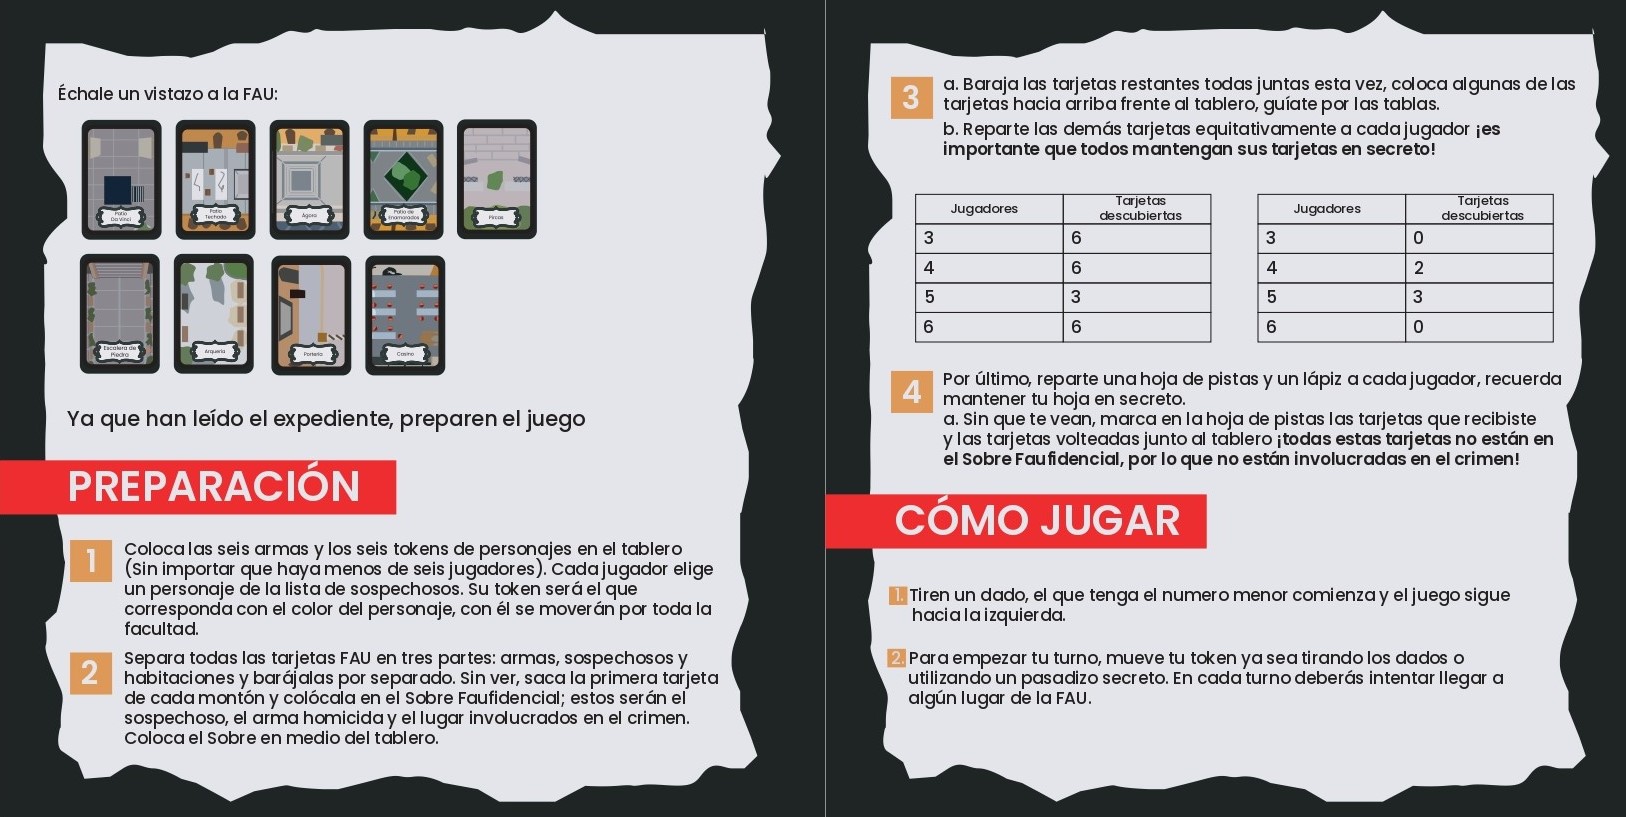 Échale un vistazo a la FAU:
Patio
Da Vinci
Patio
Techado
Ágora
Patio de
Enamorados
Pircas
Escalera de
Piedra
Arquería
Portería
Casino
Ya que han leído el expediente, preparen el juego
PREPARACIÓN
1
Coloca las seis armas y los seis tokens de personajes en el tablero
(Sin importar que haya menos de seis jugadores). Cada jugador elige
un personaje de la lista de sospechosos. Su token será el que
corresponda con el color del personaje, con él se moverán por toda la
facultad.
2
Separa todas las tarjetas FAU en tres partes: armas, sospechosos y
habitaciones y barájalas por separado. Sin ver, saca la primera tarjeta
de cada montón y colócala en el Sobre Faufidencial; estos serán el
sospechoso, el arma homicida y el lugar involucrados en el crimen.
Coloca el Sobre en medio del tablero.
3
a. Baraja las tarjetas restantes todas juntas esta vez, coloca algunas de las
tarjetas hacia arriba frente al tablero, guíate por las tablas.
b. Reparte las demás tarjetas equitativamente a cada jugador ¡es
importante que todos mantengan sus tarjetas en secreto!
Jugadores Tarjetas descubiertas
3 6
4 6
5 3
6 6
Jugadores Tarjetas descubiertas
3 0
4 2
5 3
6 0
4
Por último, reparte una hoja de pistas y un lápiz a cada jugador, recuerda
mantener tu hoja en secreto.
a. Sin que te vean, marca en la hoja de pistas las tarjetas que recibiste
y las tarjetas volteadas junto al tablero ¡todas estas tarjetas no están en
el Sobre Faufidencial, por lo que no están involucradas en el crimen!
CÓMO JUGAR
1. Tiren un dado, el que tenga el numero menor comienza y el juego sigue
hacia la izquierda.
2. Para empezar tu turno, mueve tu token ya sea tirando los dados o
utilizando un pasadizo secreto. En cada turno deberás intentar llegar a
algún lugar de la FAU.